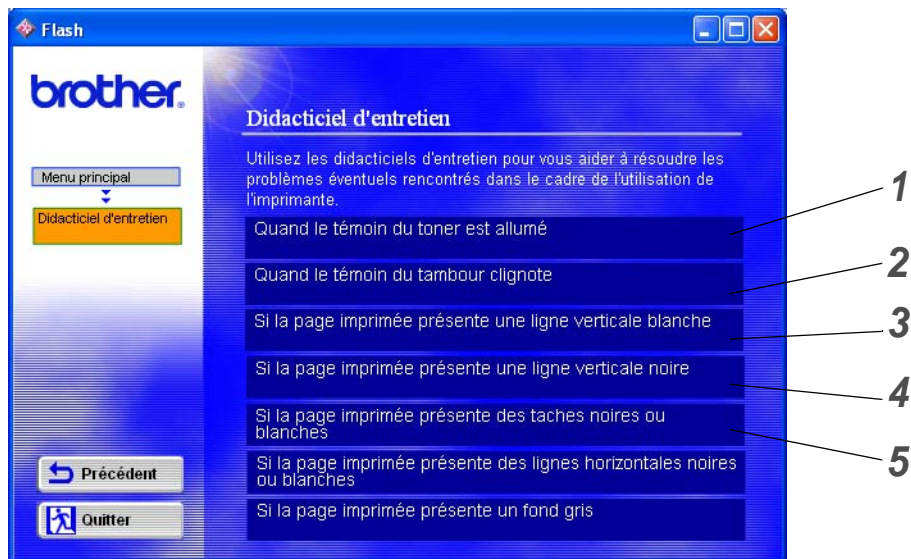 Flash
brother®
Didacticiel d'entretien
Utilisez les didacticiels d'entretien pour vous aider à résoudre les
problèmes éventuels rencontrés dans le cadre de l'utilisation de
l'imprimante.
Menu principal
Didacticiel d'entretien
Quand le témoin du toner est allumé
1
Quand le témoin du tambour clignote
2
Si la page imprimée présente une ligne verticale blanche
3
Si la page imprimée présente une ligne verticale noire
4
Si la page imprimée présente des taches noires ou
blanches
5
Si la page imprimée présente des lignes horizontales noires
ou blanches
Si la page imprimée présente un fond gris
Précédent
Quitter